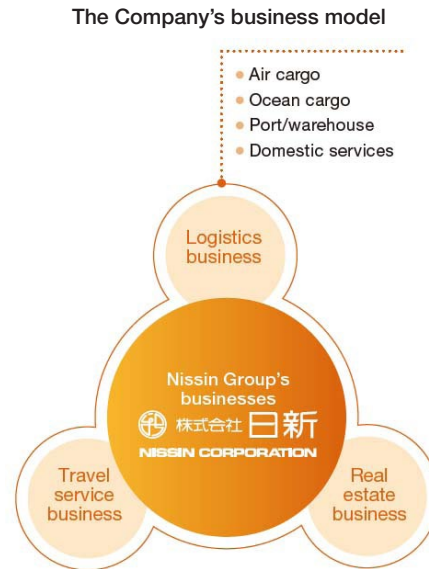 The Company's business model
• Air cargo
• Ocean cargo
• Port/warehouse
• Domestic services
Logistics
business
Nissin Group's
businesses
株式会社 日新
NISSIN CORPORATION
Travel
service
business
Real
estate
business